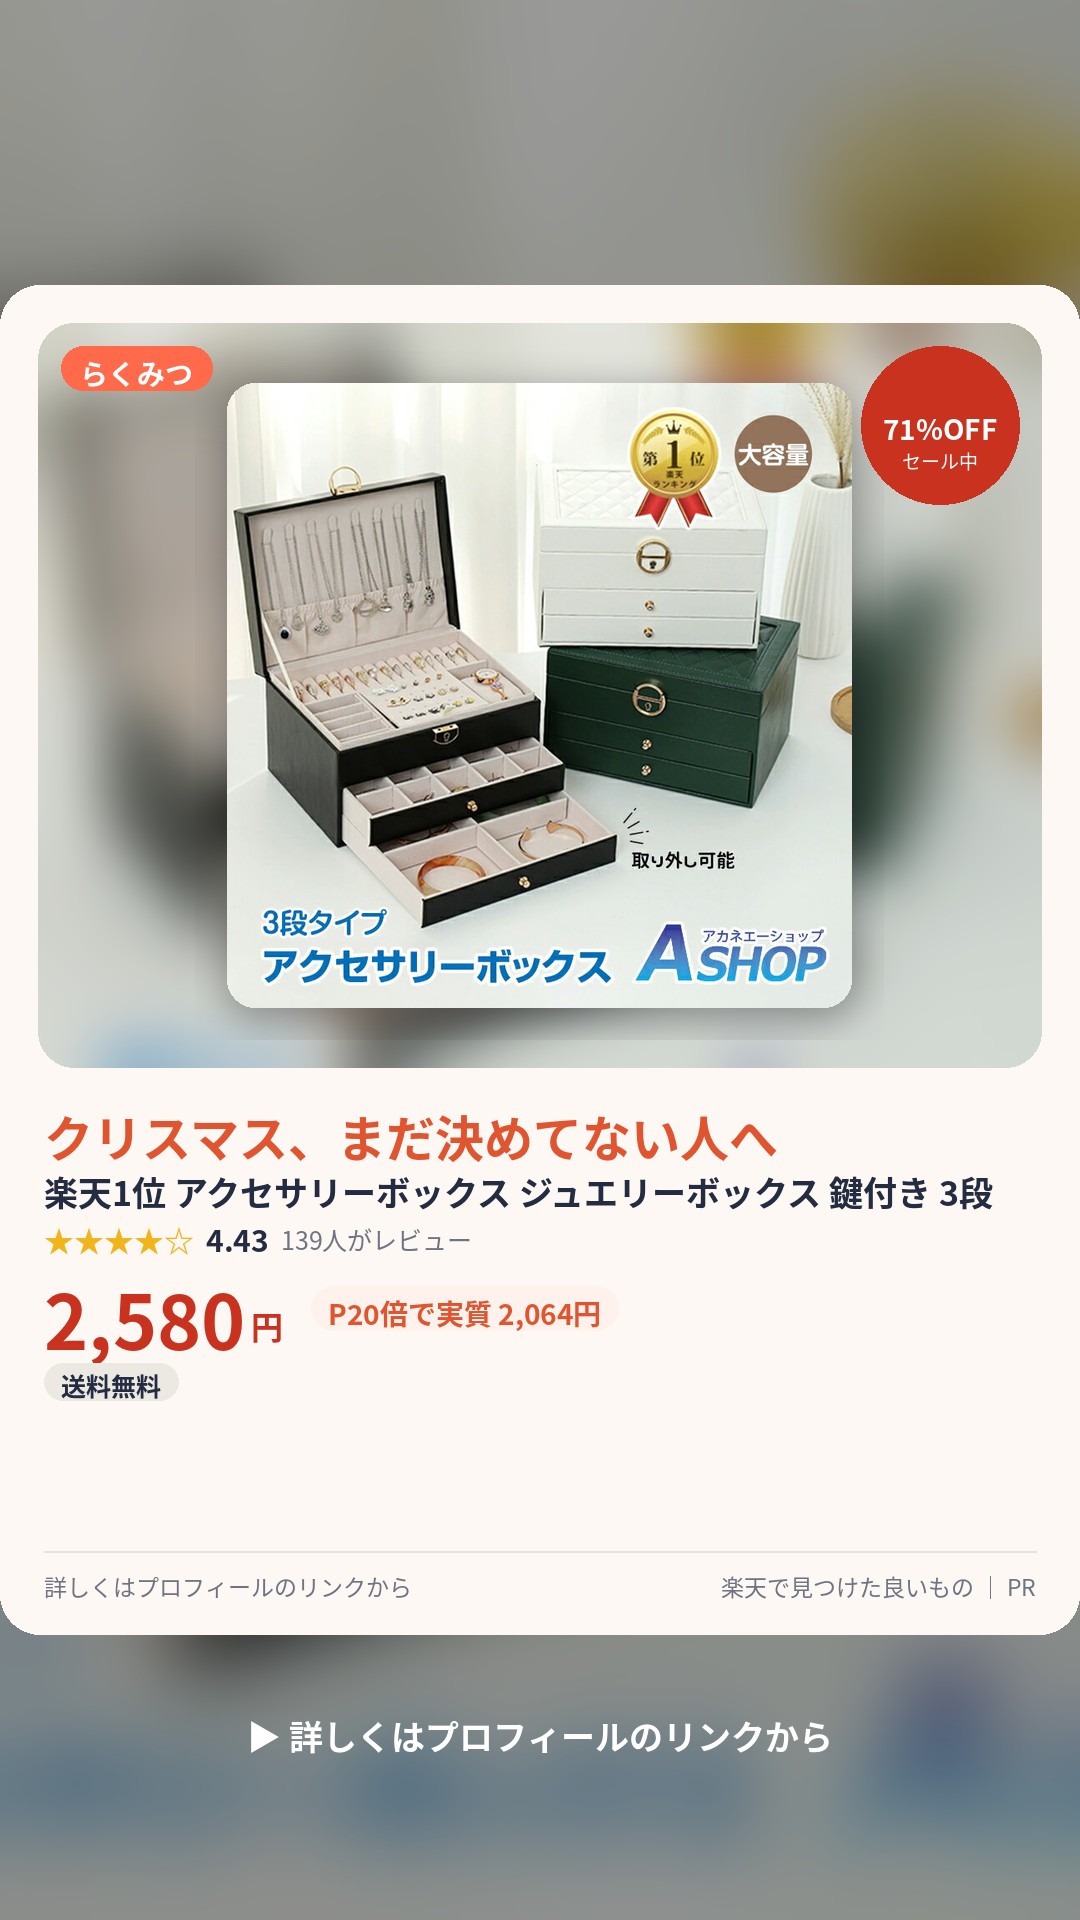 らくみつ
71%OFF
セール中
第1位
楽天
ランキング
大容量
取り外し可能
3段タイプ
アクセサリーボックス
アカネエーショップ
A SHOP
クリスマス、まだ決めてない人へ
楽天1位 アクセサリーボックス ジュエリーボックス 鍵付き 3段
★★★★☆ 4.43 139人がレビュー
2,580円 P20倍で実質 2,064円
送料無料
詳しくはプロフィールのリンクから
楽天で見つけた良いもの｜PR
▶ 詳しくはプロフィールのリンクから